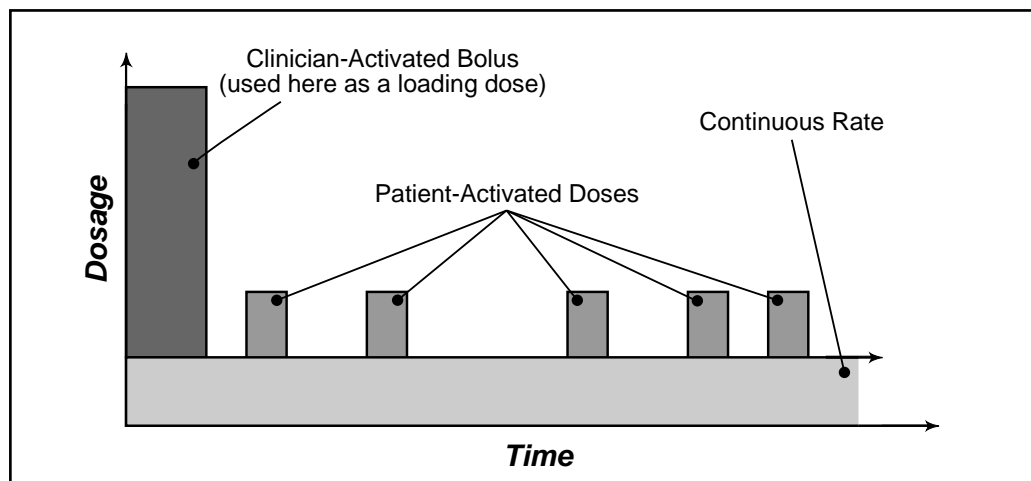 Clinician-Activated Bolus
(used here as a loading dose)
Continuous Rate
Patient-Activated Doses
Dosage
Time